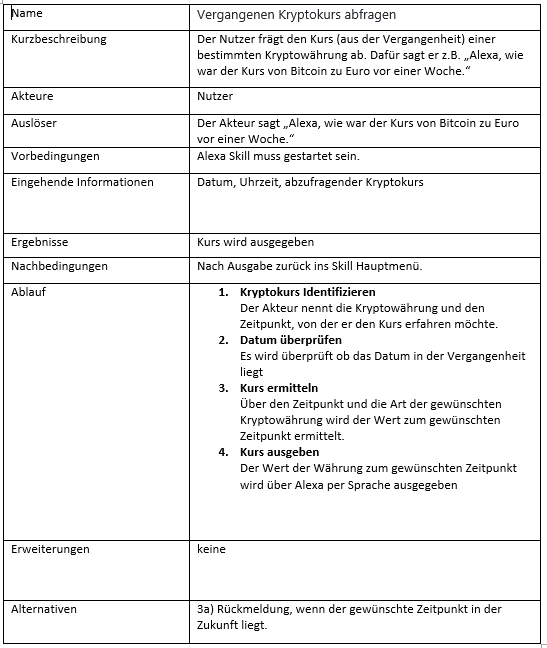 Name
Vergangenen Kryptokurs abfragen
Kurzbeschreibung
Der Nutzer frägt den Kurs (aus der Vergangenheit) einer
bestimmten Kryptowährung ab. Dafür sagt er z.B. „Alexa, wie
war der Kurs von Bitcoin zu Euro vor einer Woche.“
Akteure
Nutzer
Auslöser
Der Akteur sagt „Alexa, wie war der Kurs von Bitcoin zu Euro
vor einer Woche.“
Vorbedingungen
Alexa Skill muss gestartet sein.
Eingehende Informationen
Datum, Uhrzeit, abzufragender Kryptokurs
Ergebnisse
Kurs wird ausgegeben
Nachbedingungen
Nach Ausgabe zurück ins Skill Hauptmenü.
Ablauf
1. Kryptokurs Identifizieren
Der Akteur nennt die Kryptowährung und den
Zeitpunkt, von der er den Kurs erfahren möchte.
2. Datum überprüfen
Es wird überprüft ob das Datum in der Vergangenheit
liegt
3. Kurs ermitteln
Über den Zeitpunkt und die Art der gewünschten
Kryptowährung wird der Wert zum gewünschten
Zeitpunkt ermittelt.
4. Kurs ausgeben
Der Wert der Währung zum gewünschten Zeitpunkt
wird über Alexa per Sprache ausgegeben
Erweiterungen
keine
Alternativen
3a) Rückmeldung, wenn der gewünschte Zeitpunkt in der
Zukunft liegt.